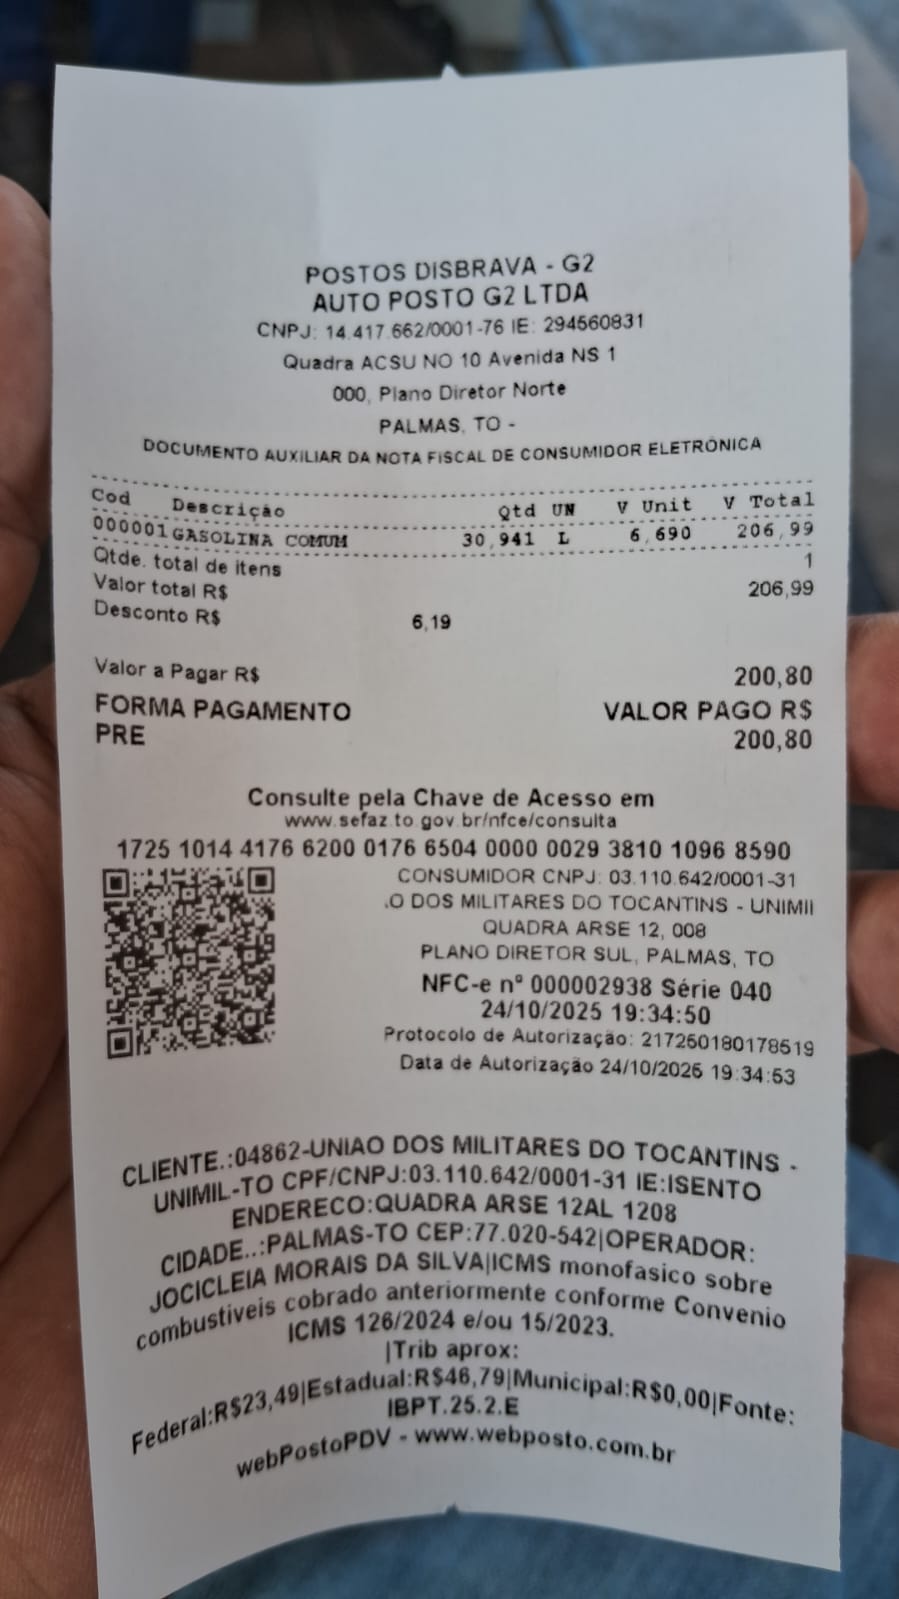 POSTOS DISBRAVA - G2
AUTO POSTO G2 LTDA
CNPJ: 14.417.662/0001-76 IE: 294560831
Quadra ACSU NO 10 Avenida NS 1
000, Plano Diretor Norte
PALMAS, TO -
DOCUMENTO AUXILIAR DA NOTA FISCAL DE CONSUMIDOR ELETRÔNICA
Cod Descrição Qtd UN V Unit V Total
000001 GASOLINA COMUM 30,941 L 6,690 206,99
Qtde. total de itens 1
Valor total R$ 206,99
Desconto R$ 6,19
Valor a Pagar R$ 200,80
FORMA PAGAMENTO VALOR PAGO R$
PRE 200,80
Consulte pela Chave de Acesso em
www.sefaz.to.gov.br/nfce/consulta
1725 1014 4176 6200 0176 6504 0000 0029 3810 1096 8590
CONSUMIDOR CNPJ: 03.110.642/0001-31
.O DOS MILITARES DO TOCANTINS - UNIMII
QUADRA ARSE 12, 008
PLANO DIRETOR SUL, PALMAS, TO
NFC-e nº 000002938 Série 040
24/10/2025 19:34:50
Protocolo de Autorização: 217250180178519
Data de Autorização 24/10/2025 19:34:53
CLIENTE.:04862-UNIAO DOS MILITARES DO TOCANTINS -
UNIMIL-TO CPF/CNPJ:03.110.642/0001-31 IE:ISENTO
ENDERECO:QUADRA ARSE 12AL 1208
CIDADE..:PALMAS-TO CEP:77.020-542|OPERADOR:
JOCICLEIA MORAIS DA SILVA|ICMS monofasico sobre
combustiveis cobrado anteriormente conforme Convenio
ICMS 126/2024 e/ou 15/2023.
|Trib aprox:
Federal:R$23,49|Estadual:R$46,79|Municipal:R$0,00|Fonte:
IBPT.25.2.E
webPostoPDV - www.webposto.com.br